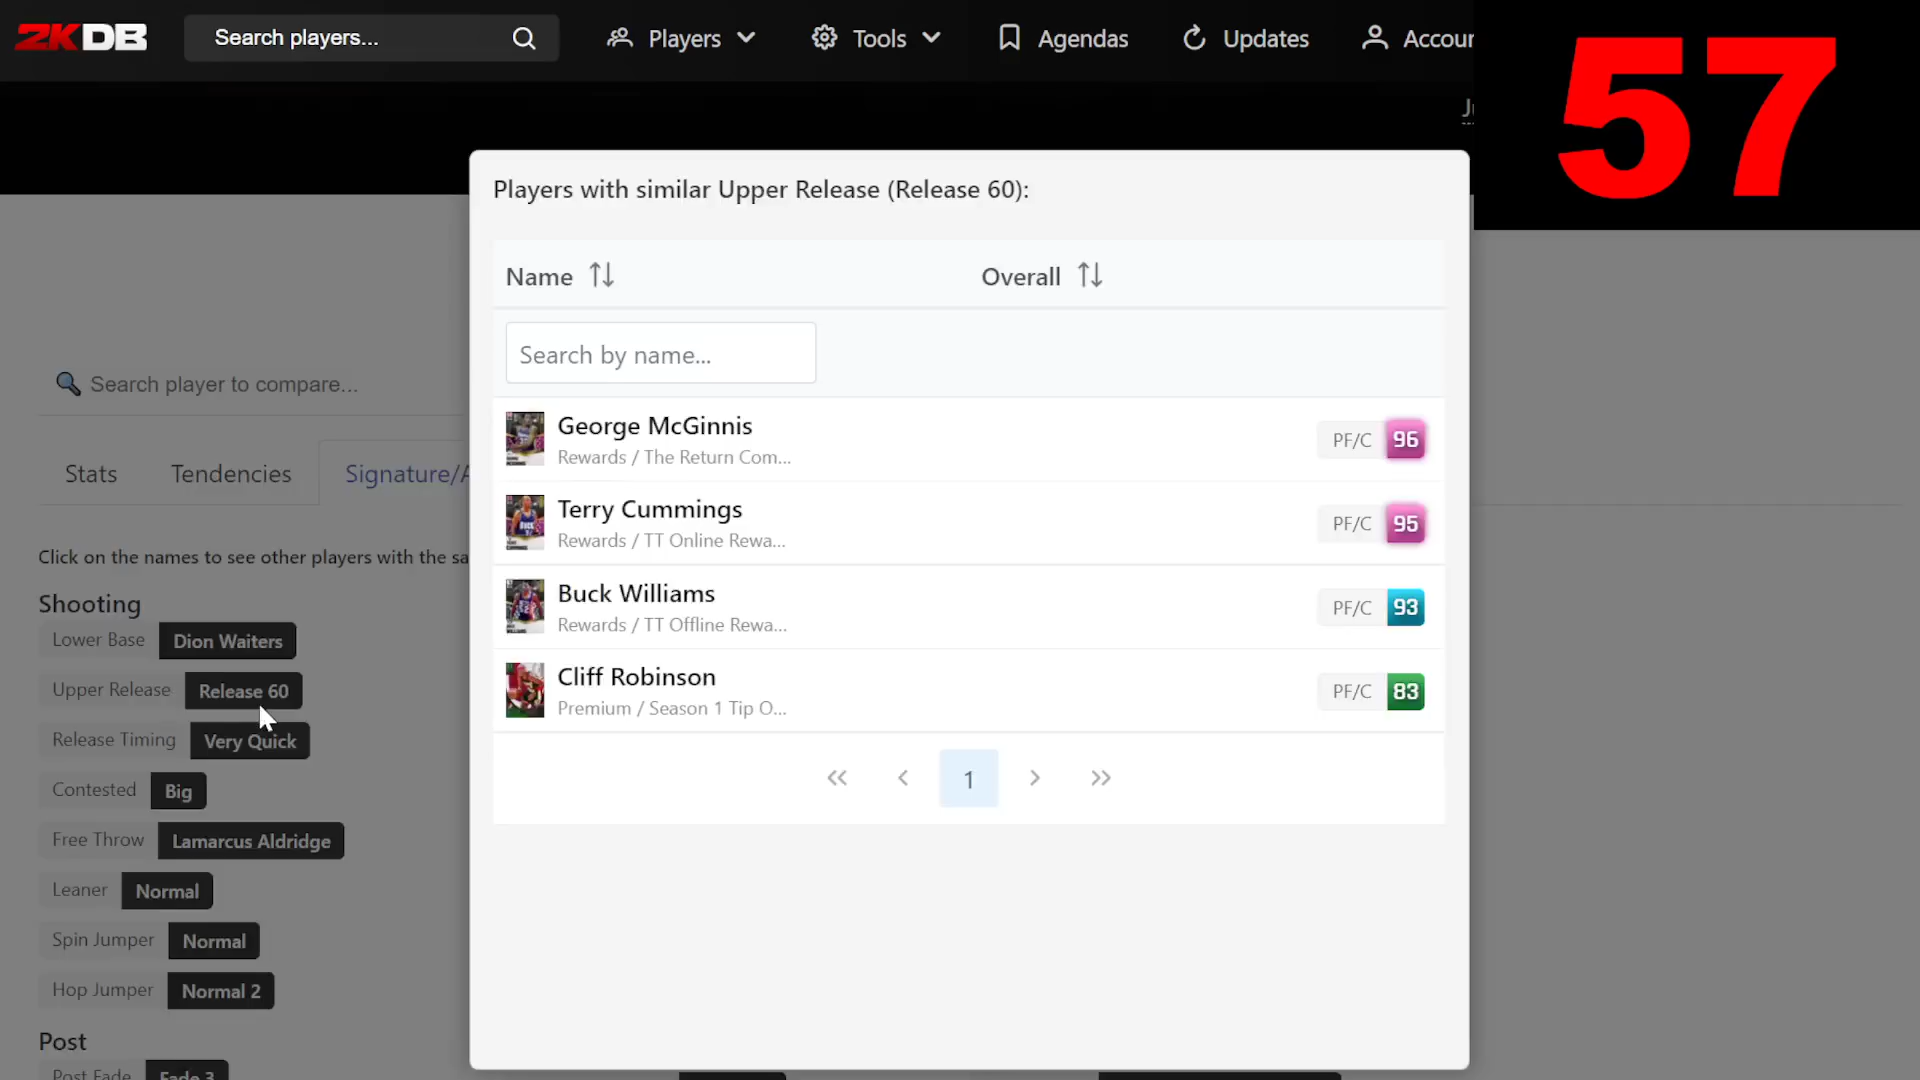 2KDB
Search players...
Players
Tools
Agendas
Updates
Accoun
57
Players with similar Upper Release (Release 60):
Name
Overall
Search by name...
George McGinnis
Rewards / The Return Com...
PF/C 96
Terry Cummings
Rewards / TT Online Rewa...
PF/C 95
Buck Williams
Rewards / TT Offline Rewa...
PF/C 93
Cliff Robinson
Premium / Season 1 Tip O...
PF/C 83
1
Search player to compare...
Stats
Tendencies
Signature/A
Click on the names to see other players with the sa
Shooting
Lower Base Dion Waiters
Upper Release Release 60
Release Timing Very Quick
Contested Big
Free Throw Lamarcus Aldridge
Leaner Normal
Spin Jumper Normal
Hop Jumper Normal 2
Post
Post Fade Fade 3